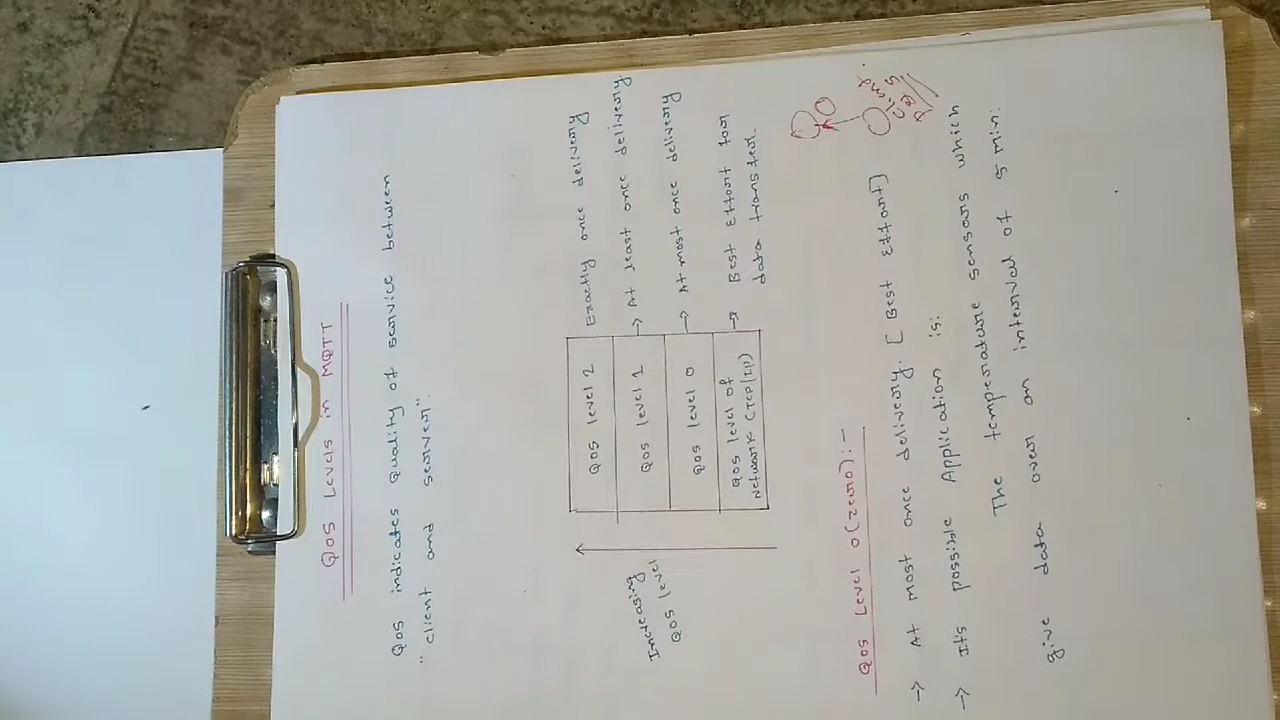 QOS Levels in MQTT
QOS indicates quality of service between
"client and server".
Increasing
QOS level
QOS level 2
Exactly once delivery
QOS level 1
→ At least once delivery
QOS level 0
→ At most once delivery
QOS level of
Network (TCP/IP)
→ Best Effort for
data transfer.
QOS Level 0 (zero):-
→ At most once delivery. [Best Effort]
→ It's possible Application is:
The temperature sensors which
give data over an interval of 5 min.
client